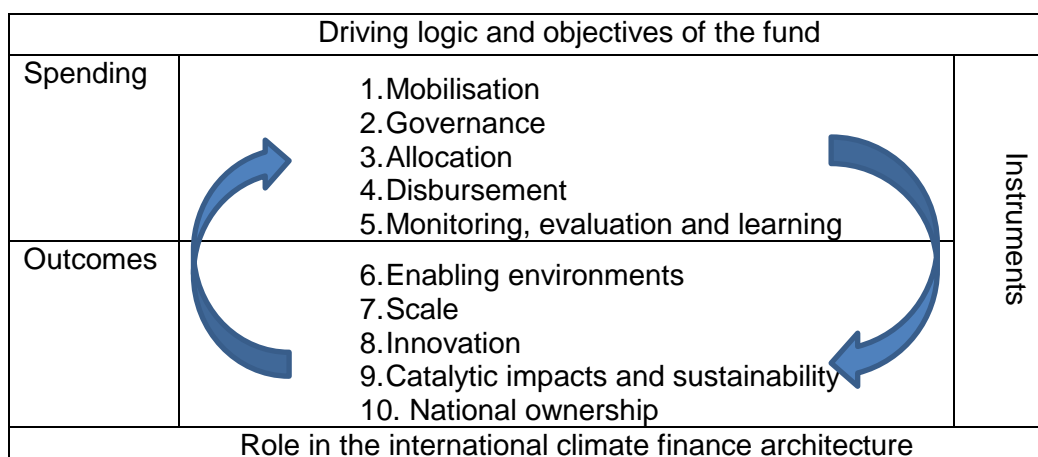 Driving logic and objectives of the fund
Spending
1.Mobilisation
2.Governance
3.Allocation
4.Disbursement
5.Monitoring, evaluation and learning
Instruments
Outcomes
6.Enabling environments
7.Scale
8.Innovation
9.Catalytic impacts and sustainability
10. National ownership
Role in the international climate finance architecture